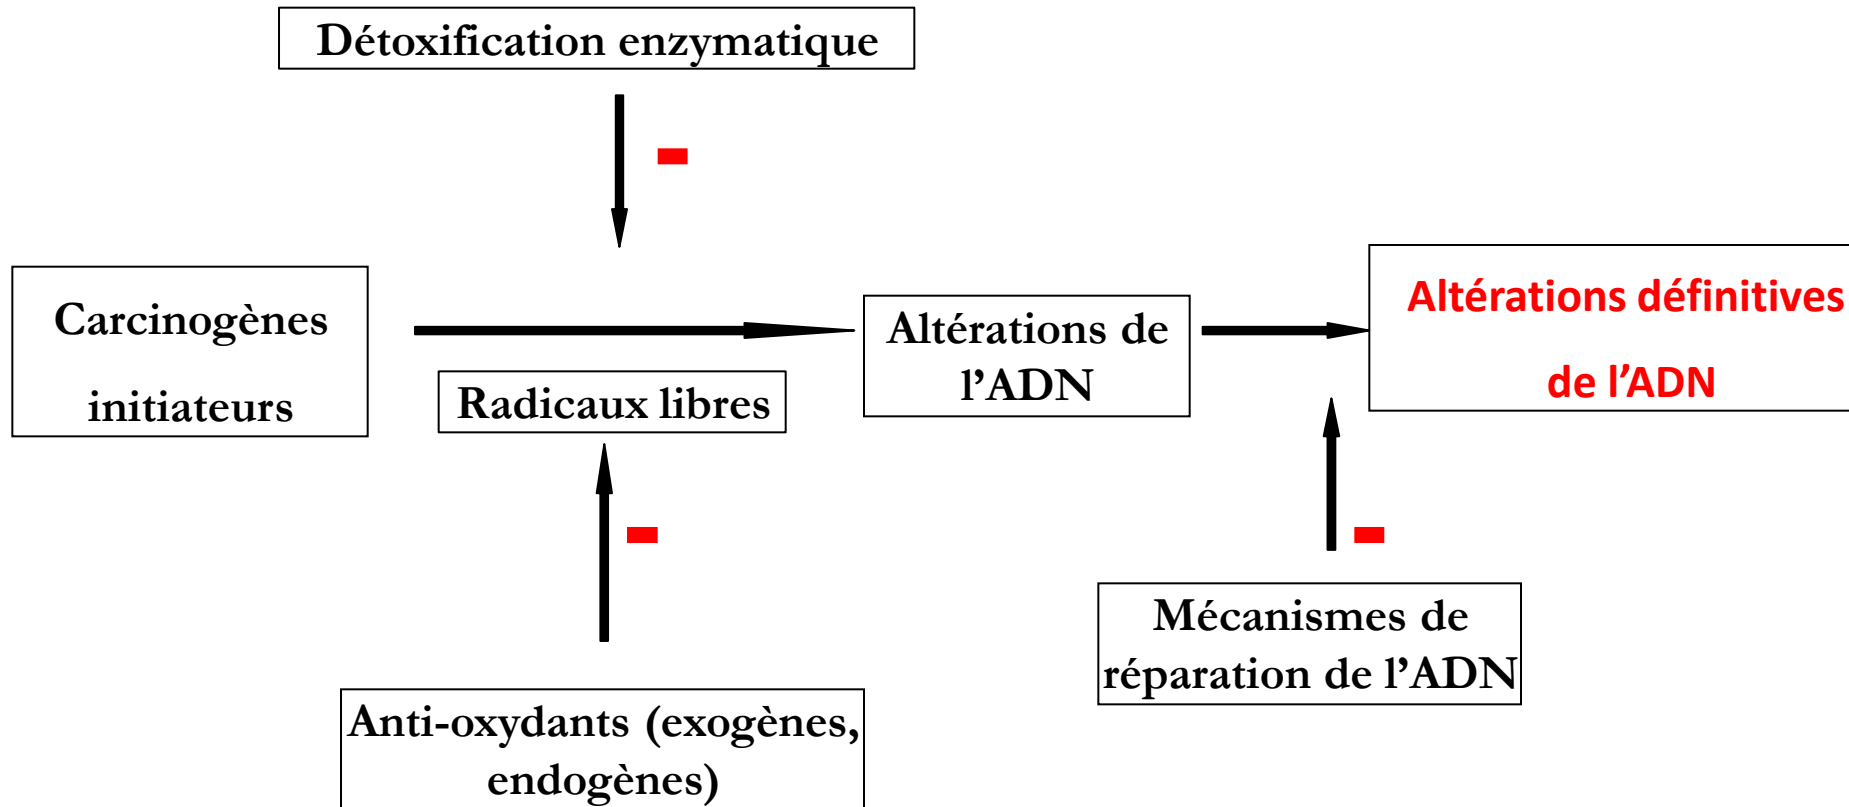 Détoxification enzymatique
Carcinogènes
initiateurs
Radicaux libres
Altérations de
l’ADN
Altérations définitives
de l’ADN
Mécanismes de
réparation de l’ADN
Anti-oxydants (exogènes,
endogènes)